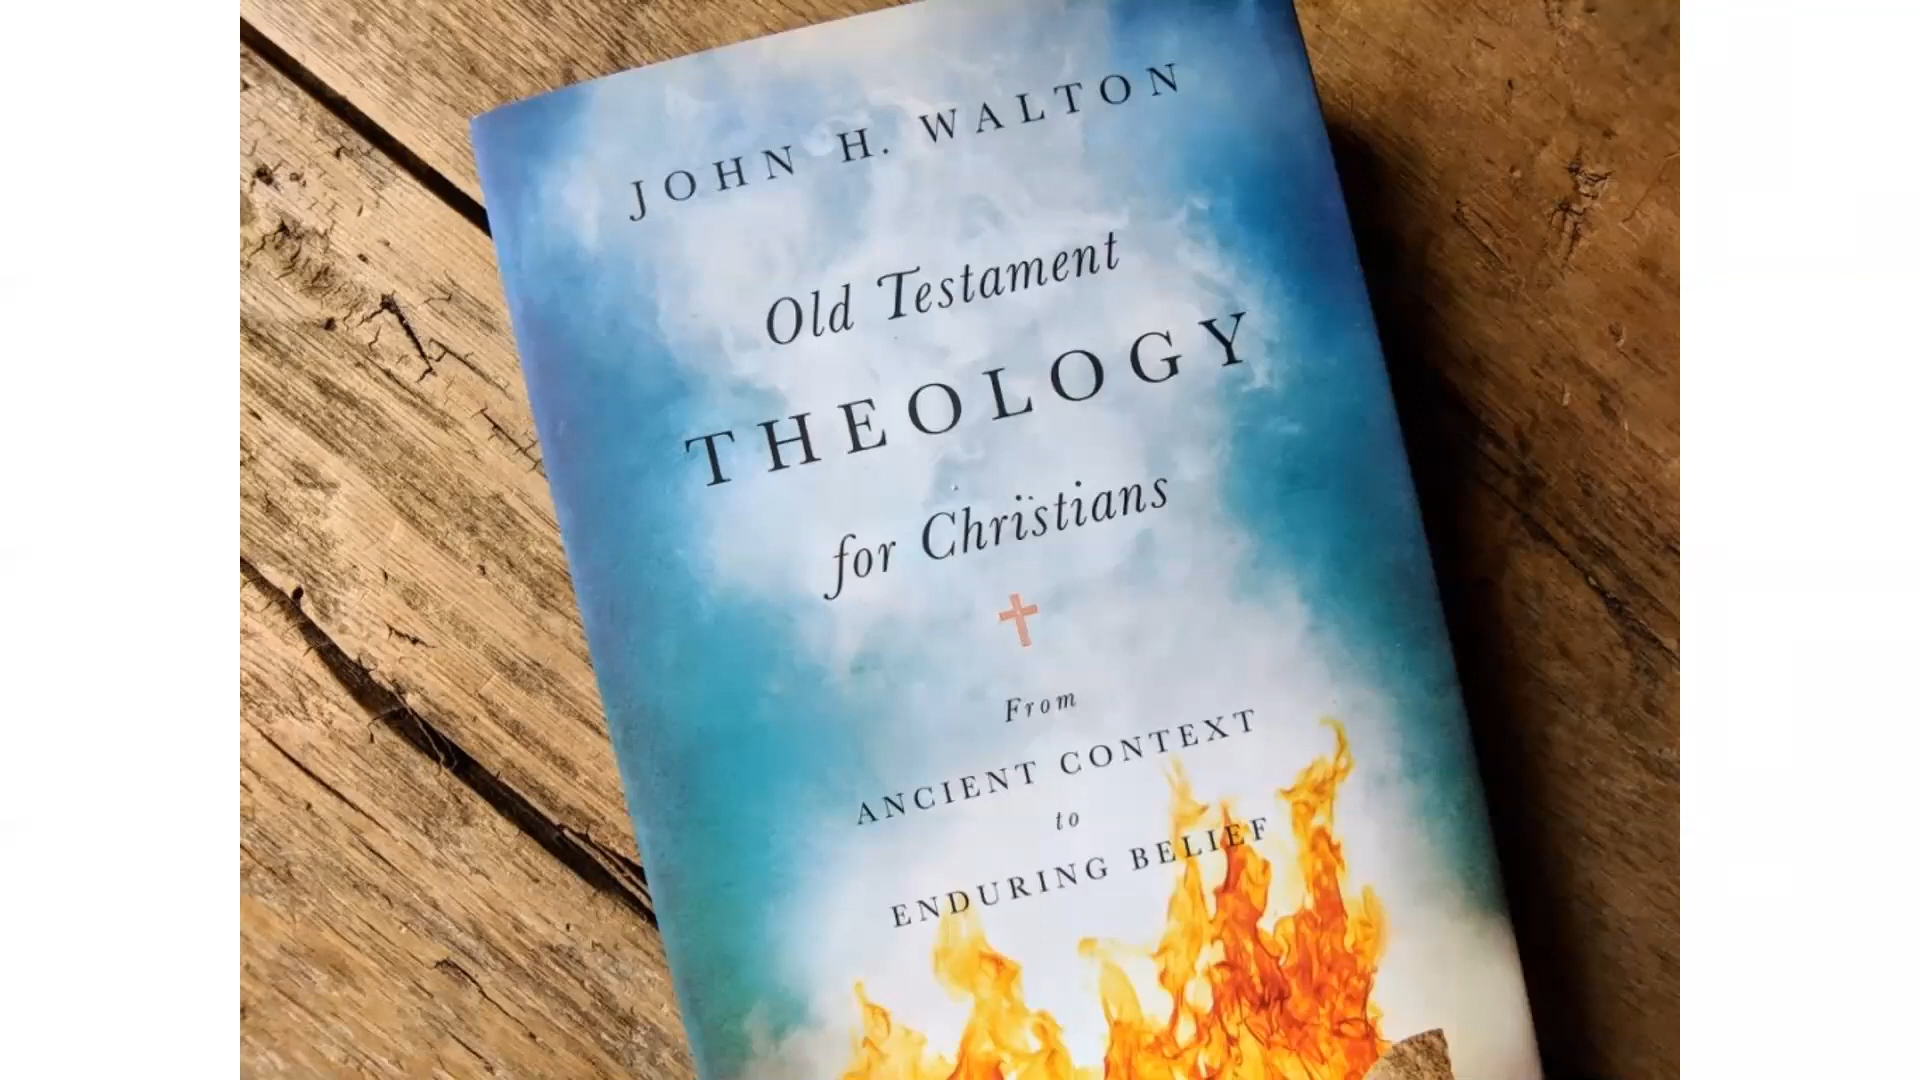 JOHN H. WALTON
Old Testament
THEOLOGY
for Christians
From
ANCIENT CONTEXT
to
ENDURING BELIEF